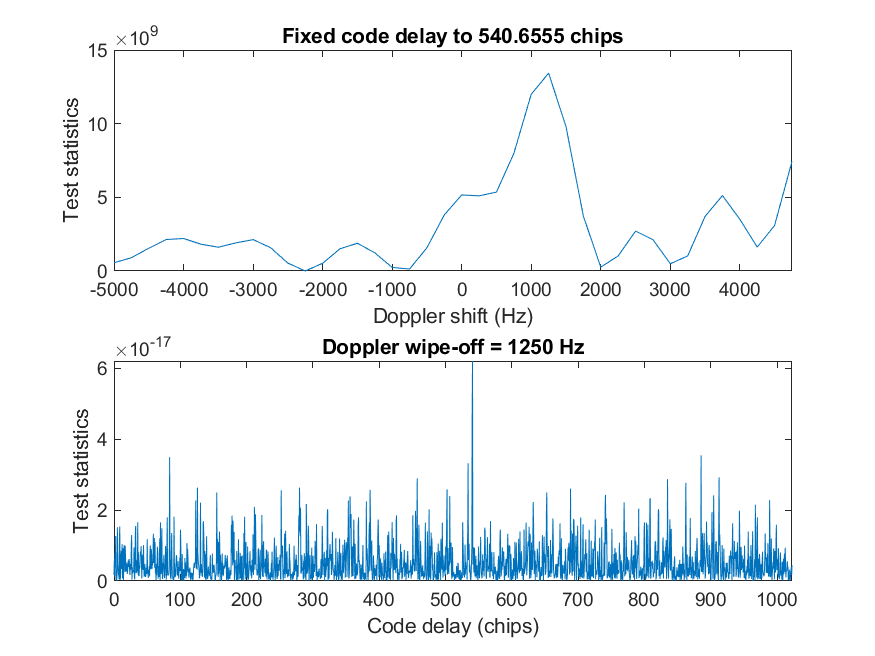 ×10⁹
Fixed code delay to 540.6555 chips
15
10
5
0
Test statistics
-5000 -4000 -3000 -2000 -1000 0 1000 2000 3000 4000
Doppler shift (Hz)
×10⁻¹⁷
Doppler wipe-off = 1250 Hz
6
4
2
0
Test statistics
0 100 200 300 400 500 600 700 800 900 1000
Code delay (chips)